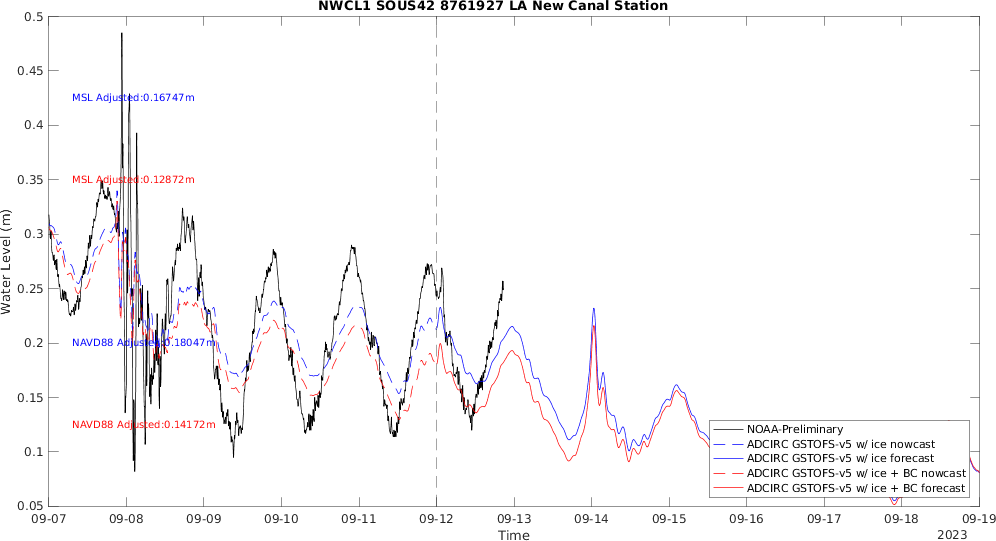 NWCL1 SOUS42 8761927 LA New Canal Station
0.5
0.45
0.4
0.35
0.3
0.25
0.2
0.15
0.1
0.05
Water Level (m)
MSL Adjusted:0.16747m
MSL Adjusted:0.12872m
NAVD88 Adjusted:0.18047m
NAVD88 Adjusted:0.14172m
NOAA-Preliminary
ADCIRC GSTOFS-v5 w/ ice nowcast
ADCIRC GSTOFS-v5 w/ ice forecast
ADCIRC GSTOFS-v5 w/ ice + BC nowcast
ADCIRC GSTOFS-v5 w/ ice + BC forecast
09-07 09-08 09-09 09-10 09-11 09-12 09-13 09-14 09-15 09-16 09-17 09-18 09-19
Time
2023